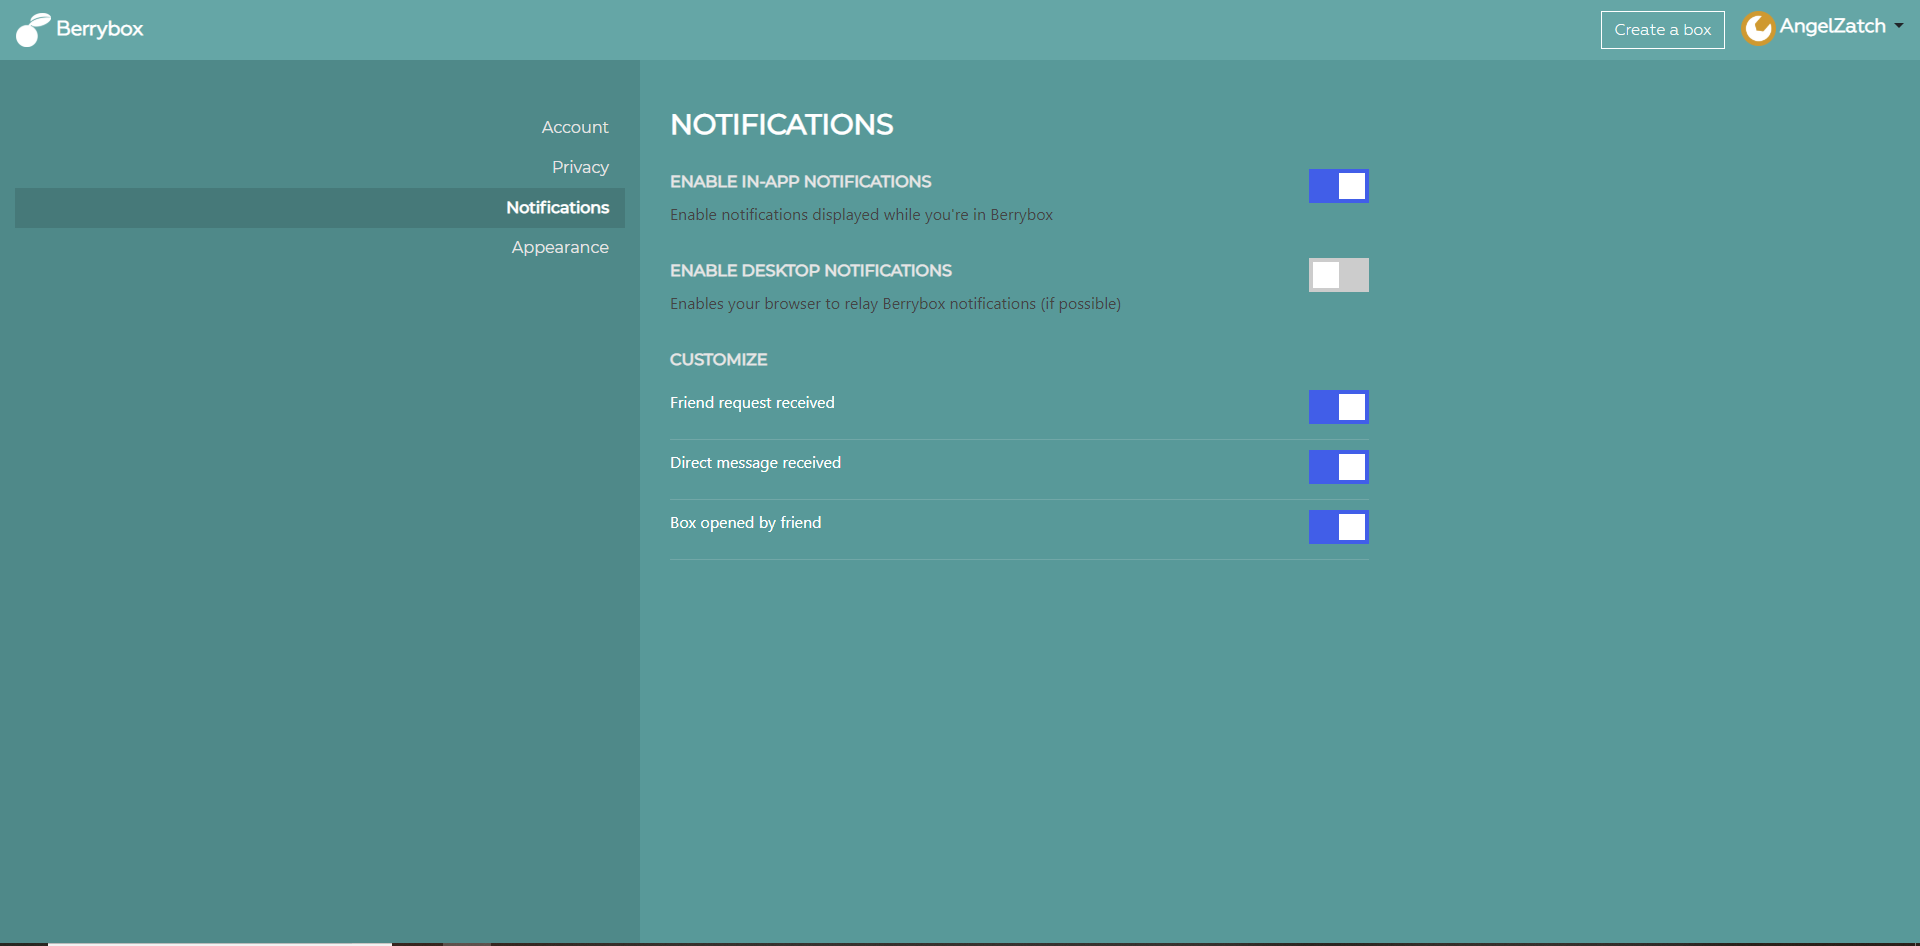 Berrybox
Create a box
AngelZatch
Account
Privacy
Notifications
Appearance
NOTIFICATIONS
ENABLE IN-APP NOTIFICATIONS
Enable notifications displayed while you're in Berrybox
ENABLE DESKTOP NOTIFICATIONS
Enables your browser to relay Berrybox notifications (if possible)
CUSTOMIZE
Friend request received
Direct message received
Box opened by friend